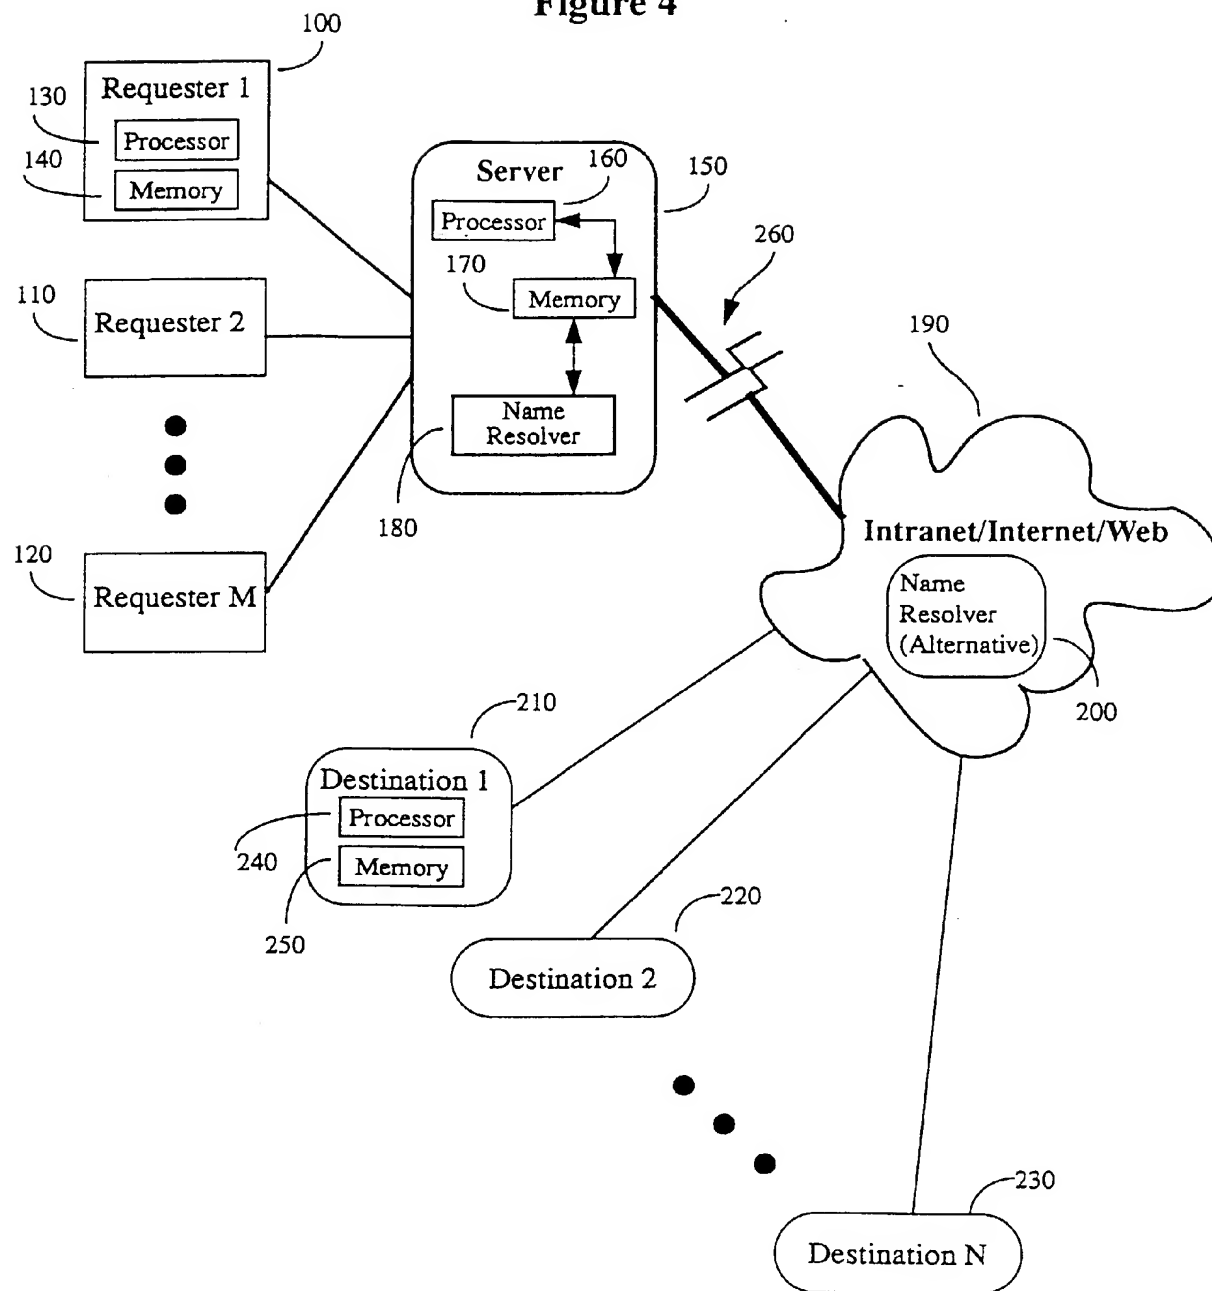 Figure 4
100
Requester 1
130
Processor
140
Memory
Server
160
150
Processor
260
170
Memory
110
Requester 2
190
Name
Resolver
180
Intranet/Internet/Web
120
Requester M
Name
Resolver
(Alternative)
200
210
Destination 1
Processor
240
Memory
250
220
Destination 2
230
Destination N